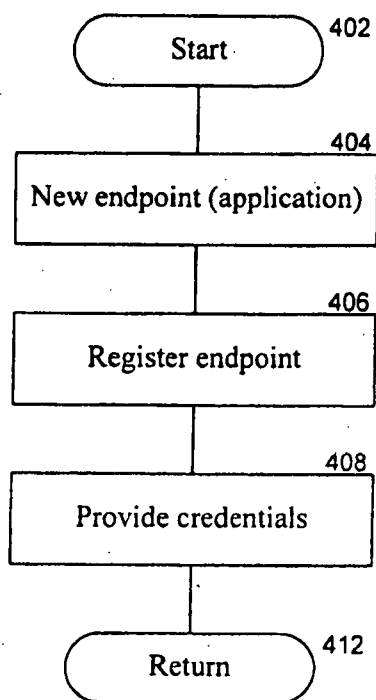 402
Start
404
New endpoint (application)
406
Register endpoint
408
Provide credentials
412
Return